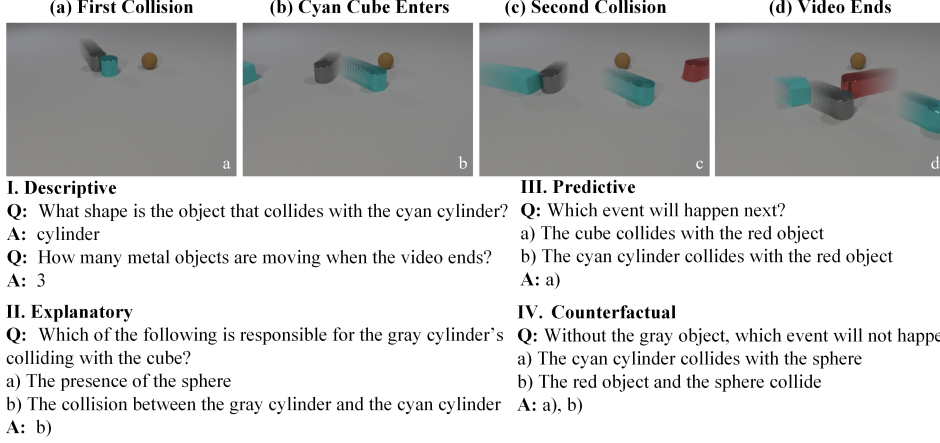 (a) First Collision
(b) Cyan Cube Enters
(c) Second Collision
(d) Video Ends
a
b
c
d
I. Descriptive
Q: What shape is the object that collides with the cyan cylinder?
A: cylinder
Q: How many metal objects are moving when the video ends?
A: 3
II. Explanatory
Q: Which of the following is responsible for the gray cylinder's
colliding with the cube?
a) The presence of the sphere
b) The collision between the gray cylinder and the cyan cylinder
A: b)
III. Predictive
Q: Which event will happen next?
a) The cube collides with the red object
b) The cyan cylinder collides with the red object
A: a)
IV. Counterfactual
Q: Without the gray object, which event will not happe
a) The cyan cylinder collides with the sphere
b) The red object and the sphere collide
A: a), b)